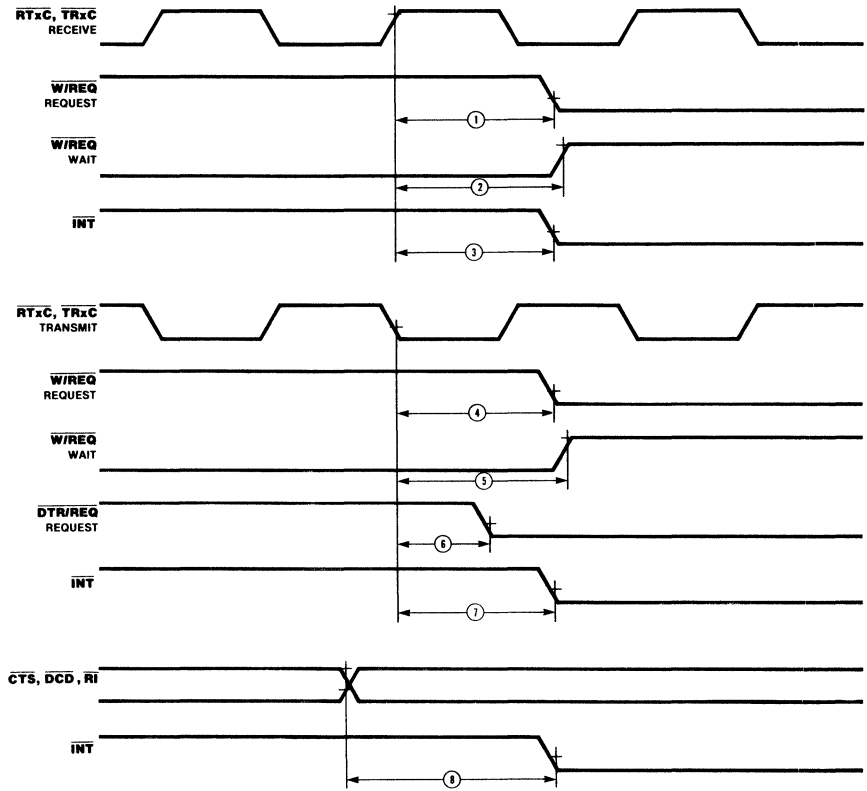 RTxC, TRxC
RECEIVE
W/REQ
REQUEST
1
W/REQ
WAIT
2
INT
3
RTxC, TRxC
TRANSMIT
W/REQ
REQUEST
4
W/REQ
WAIT
5
DTR/REQ
REQUEST
6
INT
7
CTS, DCD, RI
INT
8